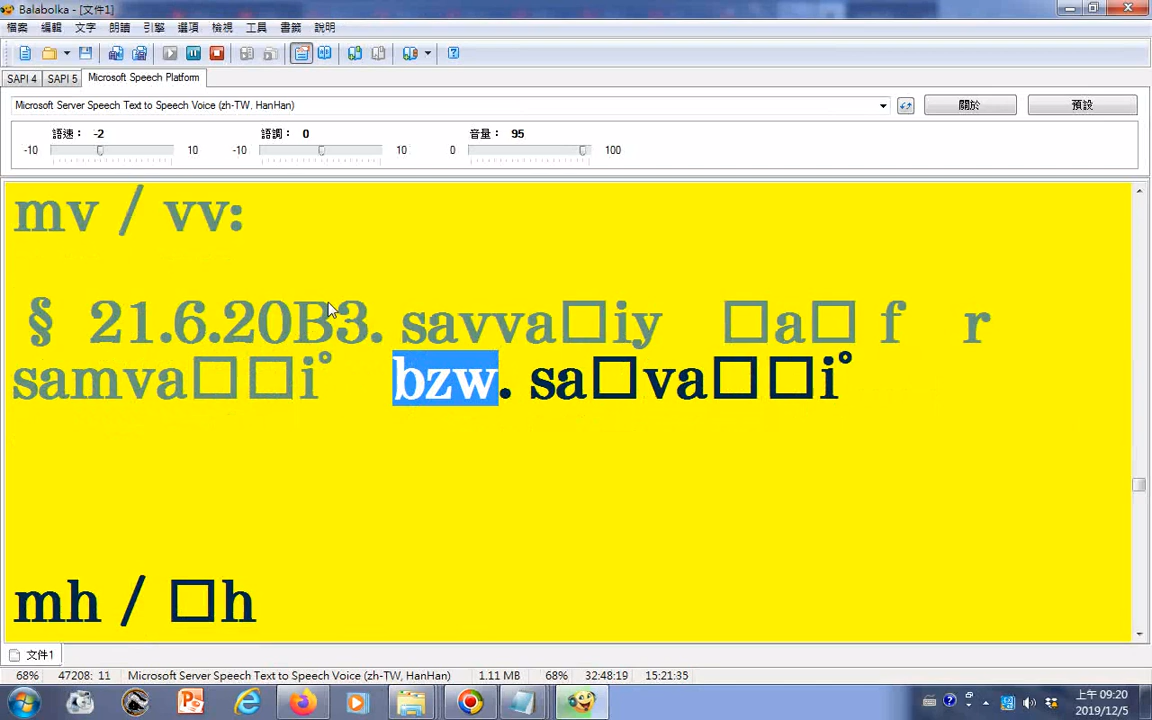 Balabolka - [文件1]
檔案 編輯 文字 朗讀 引擎 選項 檢視 工具 書籤 說明
SAPI 4 SAPI 5 Microsoft Speech Platform
Microsoft Server Speech Text to Speech Voice (zh-TW, HanHan) 關於 預設
語速： -2 語調： 0 音量： 95
-10 10 -10 10 0 100
mv / vv:
§ 21.6.20B3. savva□iy □a□ f r
samva□□i° bzw. sa□va□□i°
mh / □h
文件1
68% 47208: 11 Microsoft Server Speech Text to Speech Voice (zh-TW, HanHan) 1.11 MB 68% 32:48:19 15:21:35
上午 09:20
2019/12/5